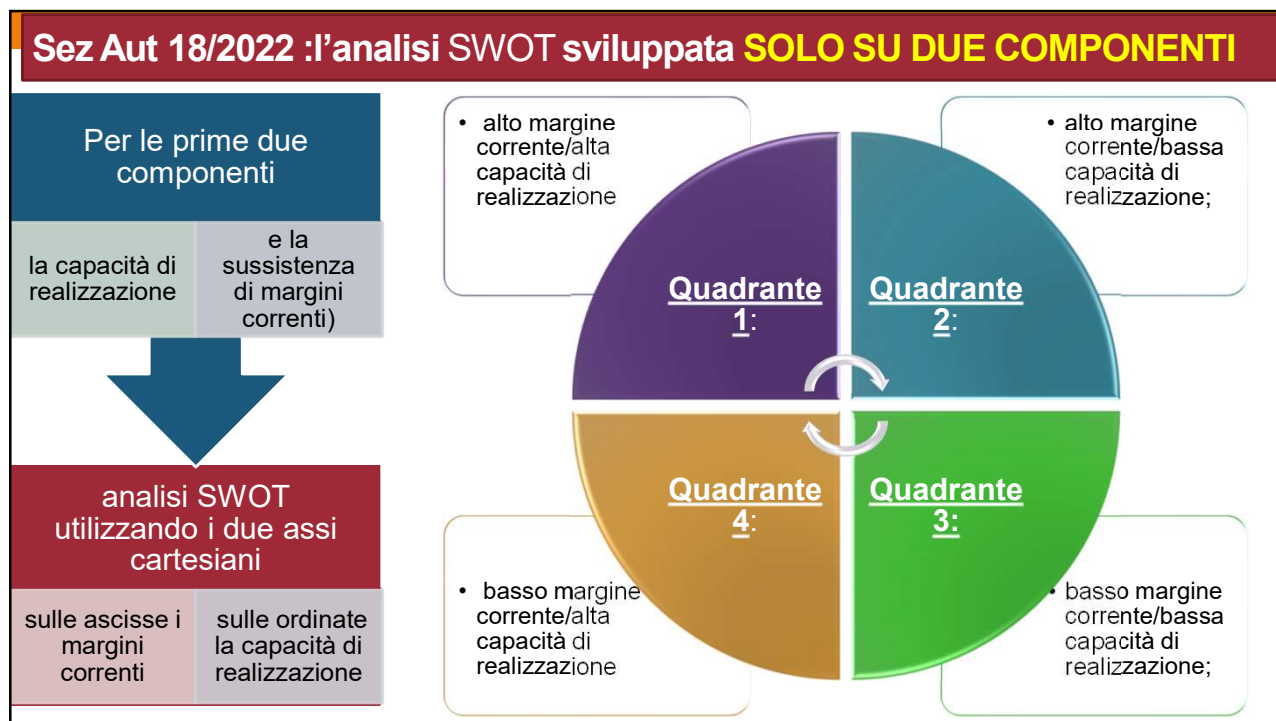 Sez Aut 18/2022 :l'analisi SWOT sviluppata SOLO SU DUE COMPONENTI
Per le prime due
componenti
la capacità di
realizzazione
e la
sussistenza
di margini
correnti)
analisi SWOT
utilizzando i due assi
cartesiani
sulle ascisse i
margini
correnti
sulle ordinate
la capacità di
realizzazione
• alto margine
corrente/alta
capacità di
realizzazione
• alto margine
corrente/bassa
capacità di
realizzazione;
Quadrante
1:
Quadrante
2:
Quadrante
4:
Quadrante
3:
• basso margine
corrente/alta
capacità di
realizzazione
• basso margine
corrente/bassa
capacità di
realizzazione;